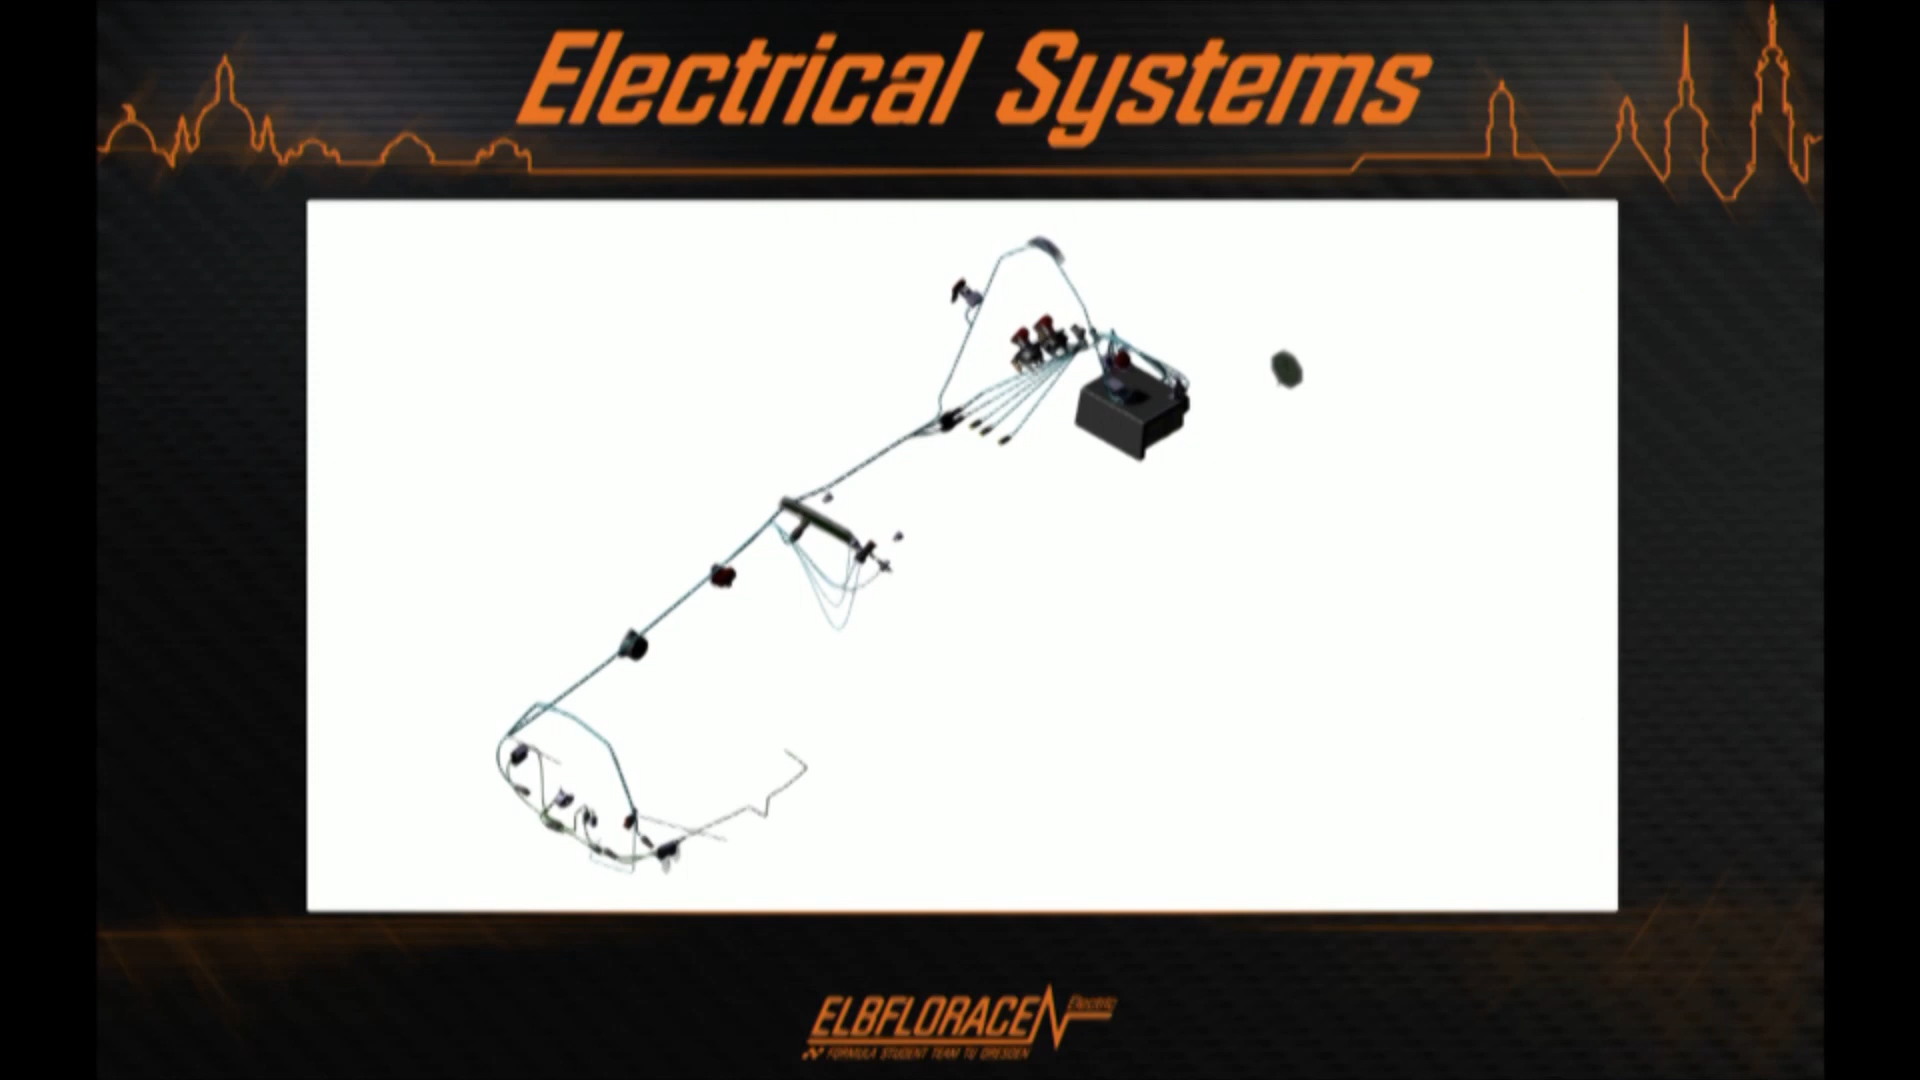 Electrical Systems
ELBFLORACE
Electric
FORMULA STUDENT TEAM TU DRESDEN